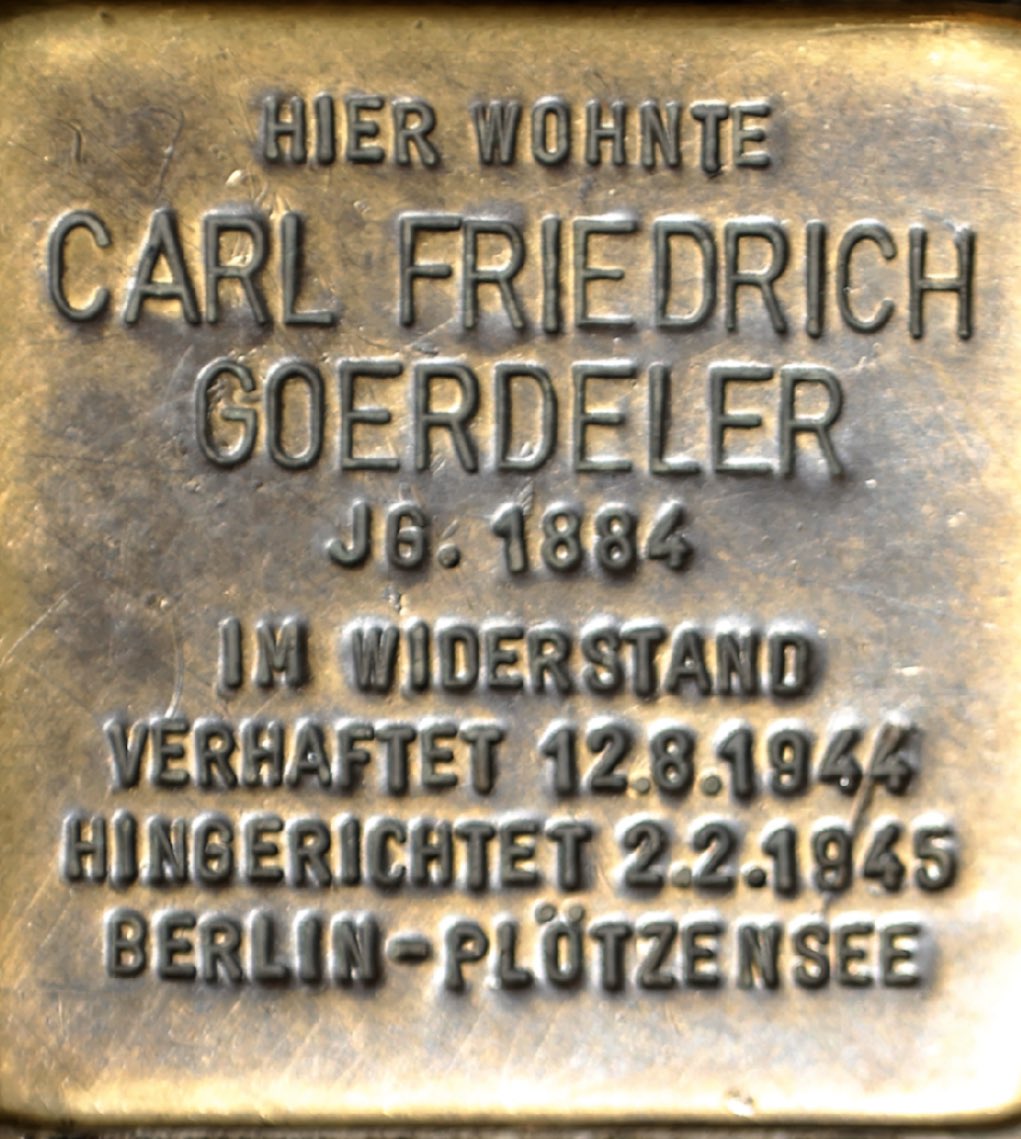 HIER WOHNTE
CARL FRIEDRICH
GOERDELER
JG. 1884
IM WIDERSTAND
VERHAFTET 12.8.1944
HINGERICHTET 2.2.1945
BERLIN-PLÖTZENSEE